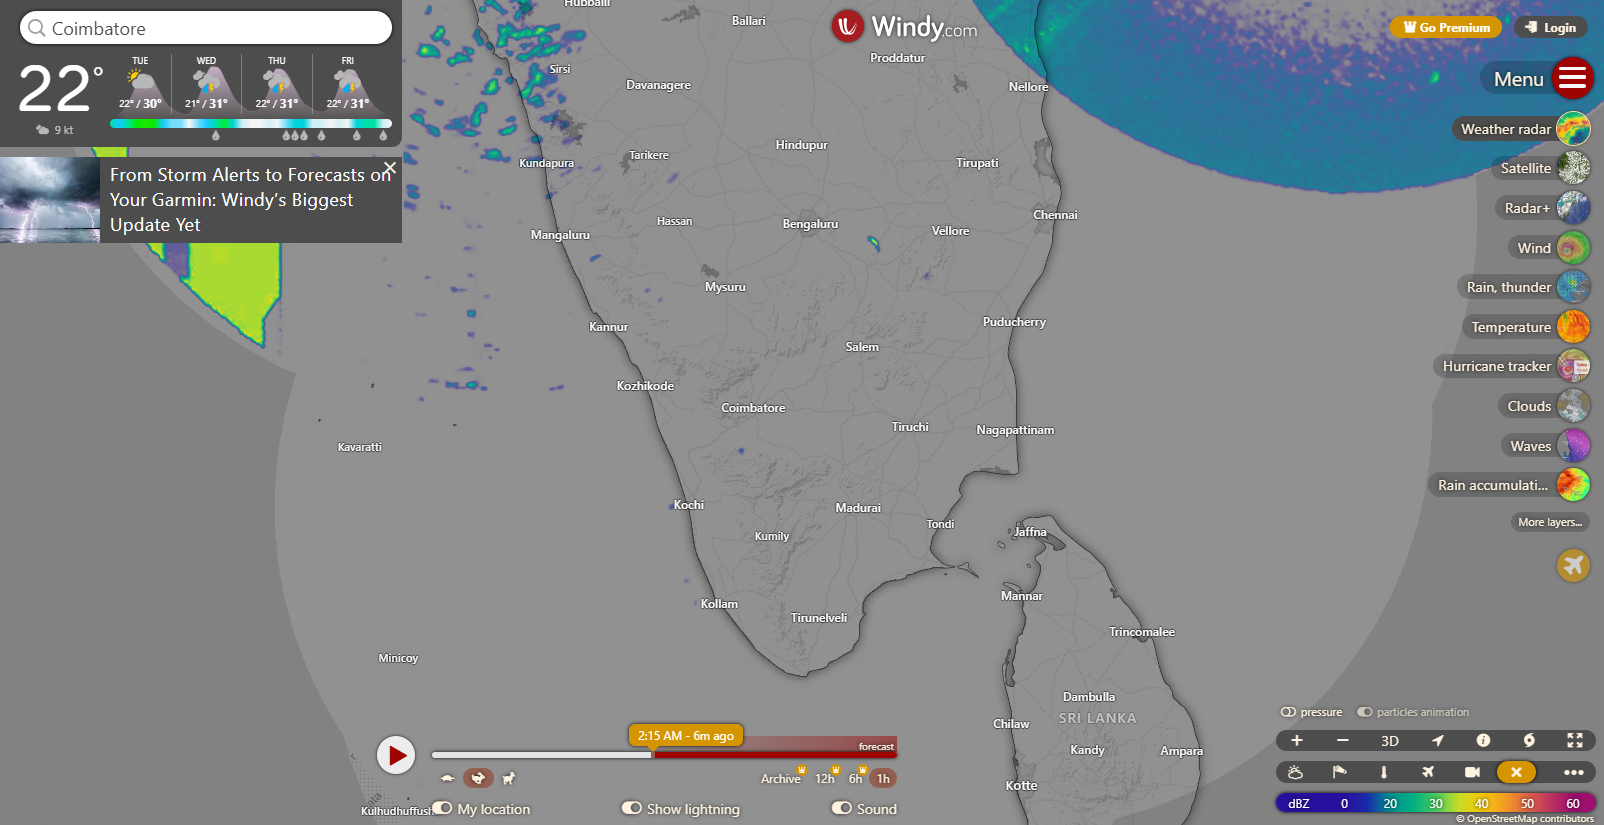 Coimbatore
22°
9 kt
TUE
22° / 30°
WED
21° / 31°
THU
22° / 31°
FRI
22° / 31°
From Storm Alerts to Forecasts on
Your Garmin: Windy's Biggest
Update Yet
Windy.com
Go Premium
Login
Menu
Weather radar
Satellite
Radar+
Wind
Rain, thunder
Temperature
Hurricane tracker
Clouds
Waves
Rain accumulati...
More layers...
Hubballi
Ballari
Proddatur
Sirsi
Davanagere
Nellore
Hindupur
Kundapura
Tarikere
Tirupati
Hassan
Bengaluru
Chennai
Mangaluru
Vellore
Mysuru
Kannur
Puducherry
Salem
Kozhikode
Coimbatore
Tiruchi
Nagapattinam
Kavaratti
Kochi
Madurai
Tondi
Kumily
Jaffna
Mannar
Kollam
Tirunelveli
Trincomalee
Minicoy
Dambulla
Chilaw
SRI LANKA
Kandy
Ampara
Kotte
Kulhudhuffushi
2:15 AM - 6m ago
forecast
Archive
12h
6h
1h
My location
Show lightning
Sound
pressure
particles animation
3D
dBZ 0 20 30 40 50 60
© OpenStreetMap contributors